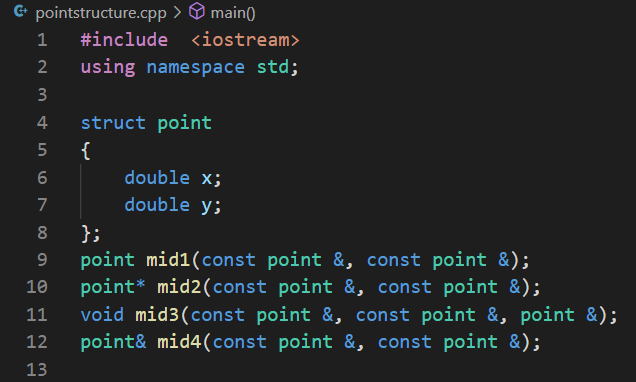 pointstructure.cpp > main()
1 #include  <iostream>
2 using namespace std;
3
4 struct point
5 {
6     double x;
7     double y;
8 };
9 point mid1(const point &, const point &);
10 point* mid2(const point &, const point &);
11 void mid3(const point &, const point &, point &);
12 point& mid4(const point &, const point &);
13